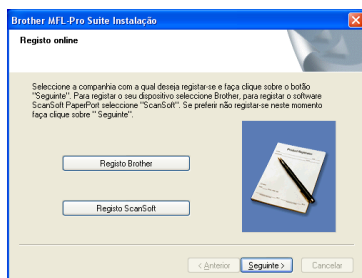 Brother MFL-Pro Suite Instalação
Registo online
Seleccione a companhia com a qual deseja registar-se e faça clique sobre o botão
"Seguinte". Para registrar o seu dispositivo seleccione Brother, para registar o software
ScanSoft PaperPort seleccione "ScanSoft". Se preferir não registar-se neste momento
faça clique sobre " Seguinte".
Registo Brother
Registo ScanSoft
< Anterior
Seguinte >
Cancelar